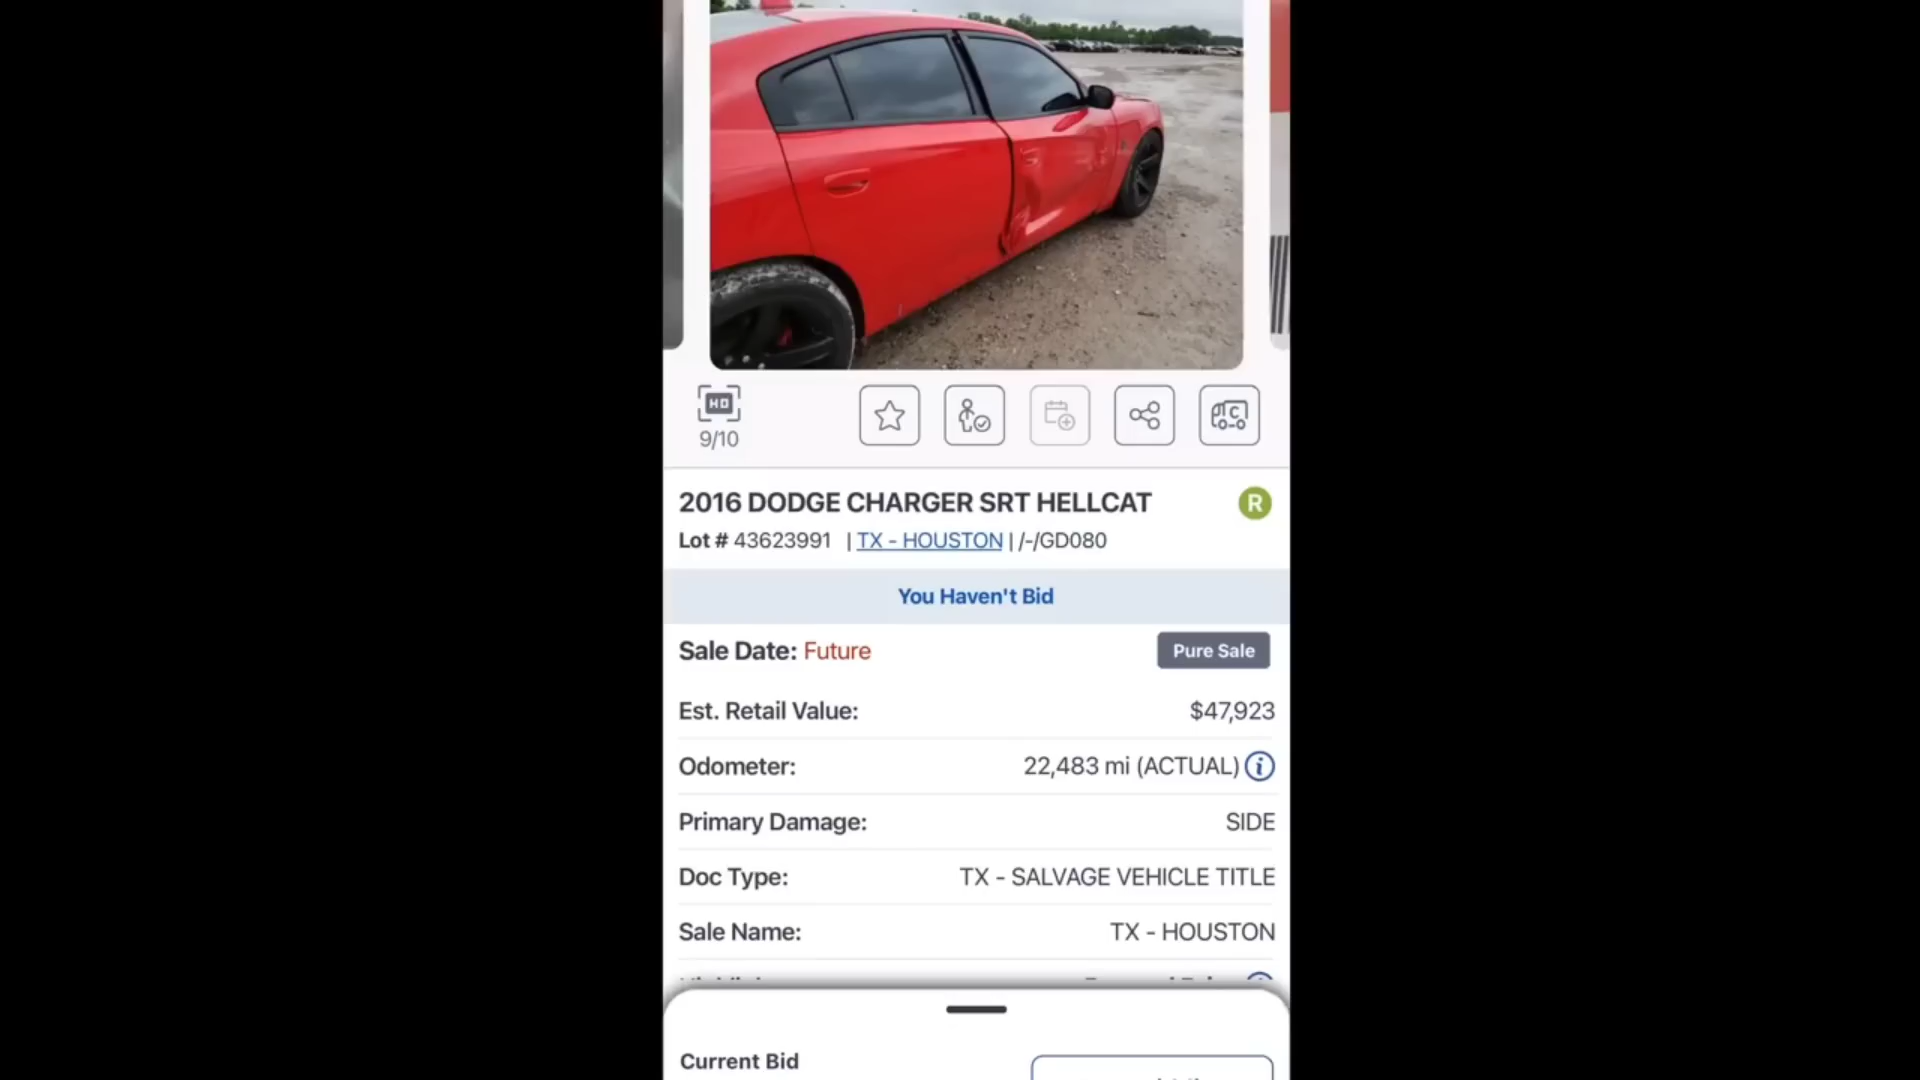 HD
9/10
C
2016 DODGE CHARGER SRT HELLCAT
R
Lot # 43623991 | TX - HOUSTON | /-/GD080
You Haven't Bid
Sale Date: Future
Pure Sale
Est. Retail Value: $47,923
Odometer: 22,483 mi (ACTUAL) i
Primary Damage: SIDE
Doc Type: TX - SALVAGE VEHICLE TITLE
Sale Name: TX - HOUSTON
Current Bid